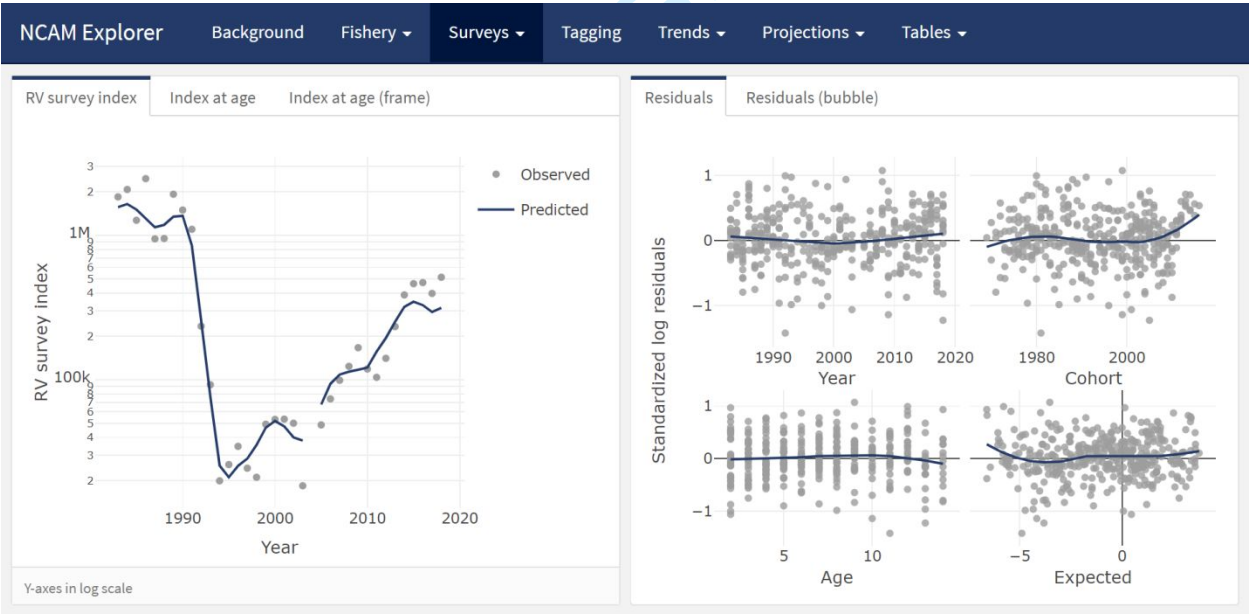 NCAM Explorer Background Fishery Surveys Tagging Trends Projections Tables
RV survey index Index at age Index at age (frame)
3
2
1M
9
8
7
6
5
4
3
2
100k
9
8
7
6
5
4
3
2
RV survey index
1990 2000 2010 2020
Year
Observed
Predicted
Y-axes in log scale
Residuals Residuals (bubble)
Standardized log residuals
1
0
−1
1990 2000 2010 2020
Year
1980 2000
Cohort
1
0
−1
5 10
Age
−5 0
Expected